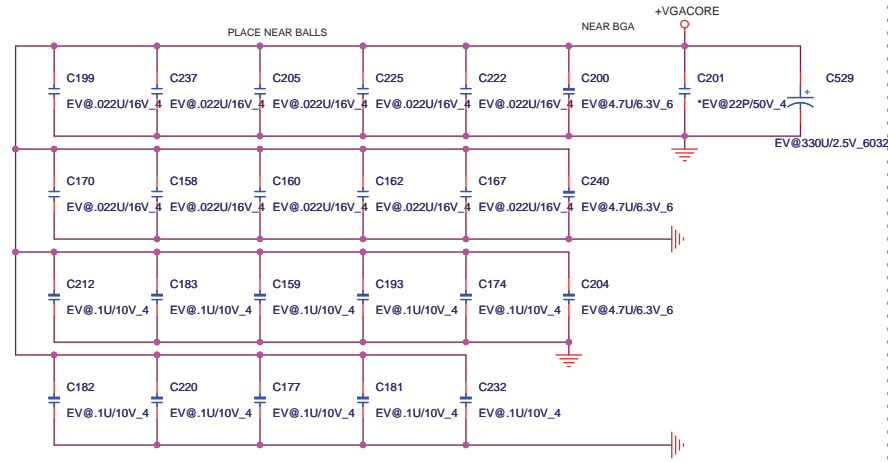 +VGACORE
PLACE NEAR BALLS
NEAR BGA
C199 C237 C205 C225 C222 C200 C201 C529
EV@.022U/16V_4 EV@.022U/16V_4 EV@.022U/16V_4 EV@.022U/16V_4 EV@.022U/16V_4 EV@4.7U/6.3V_6 *EV@22P/50V_4
+
EV@330U/2.5V_6032
C170 C158 C160 C162 C167 C240
EV@.022U/16V_4 EV@.022U/16V_4 EV@.022U/16V_4 EV@.022U/16V_4 EV@.022U/16V_4 EV@4.7U/6.3V_6
C212 C183 C159 C193 C174 C204
EV@.1U/10V_4 EV@.1U/10V_4 EV@.1U/10V_4 EV@.1U/10V_4 EV@.1U/10V_4 EV@4.7U/6.3V_6
C182 C220 C177 C181 C232
EV@.1U/10V_4 EV@.1U/10V_4 EV@.1U/10V_4 EV@.1U/10V_4 EV@.1U/10V_4